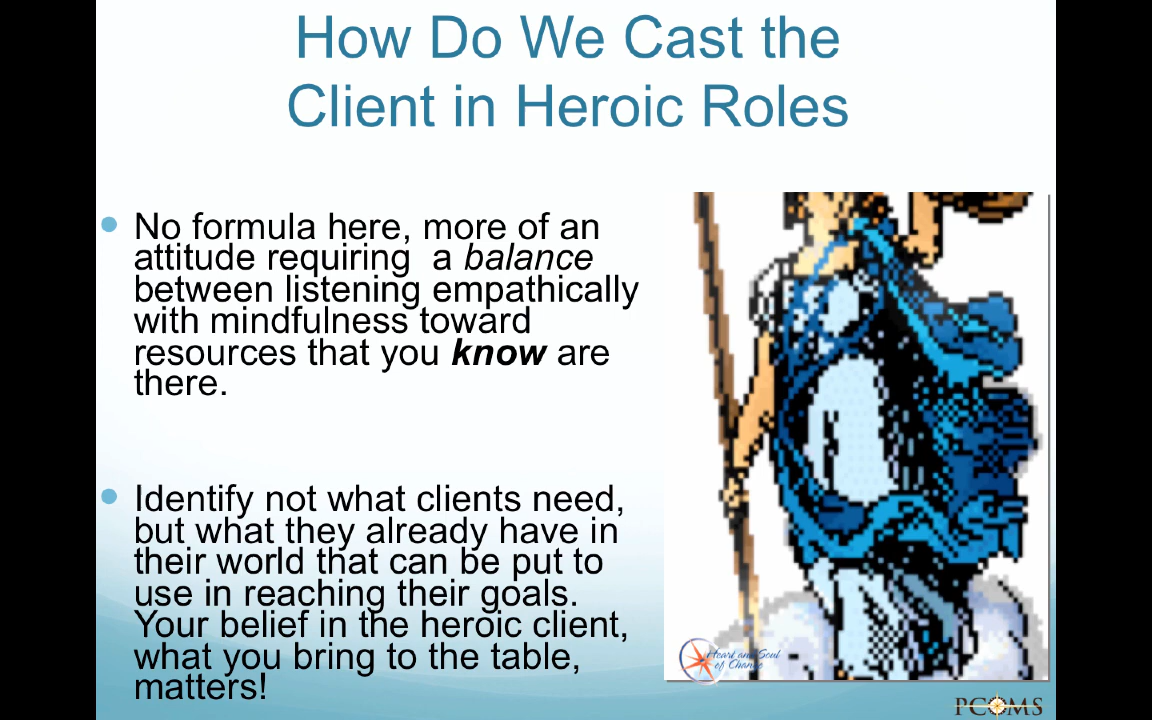 How Do We Cast the
Client in Heroic Roles
No formula here, more of an
attitude requiring  a balance
between listening empathically
with mindfulness toward
resources that you know are
there.
Identify not what clients need,
but what they already have in
their world that can be put to
use in reaching their goals.
Your belief in the heroic client,
what you bring to the table,
matters!
Heart and Soul
of Change
PCOMS